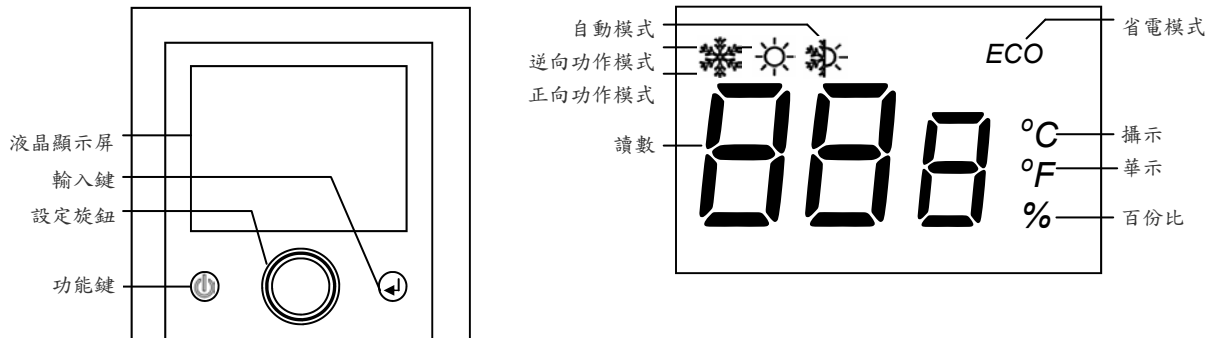 液晶顯示屏
輸入鍵
設定旋鈕
功能鍵
自動模式
逆向功作模式
正向功作模式
讀數
ECO
省電模式
°C
攝示
°F
華示
%
百份比